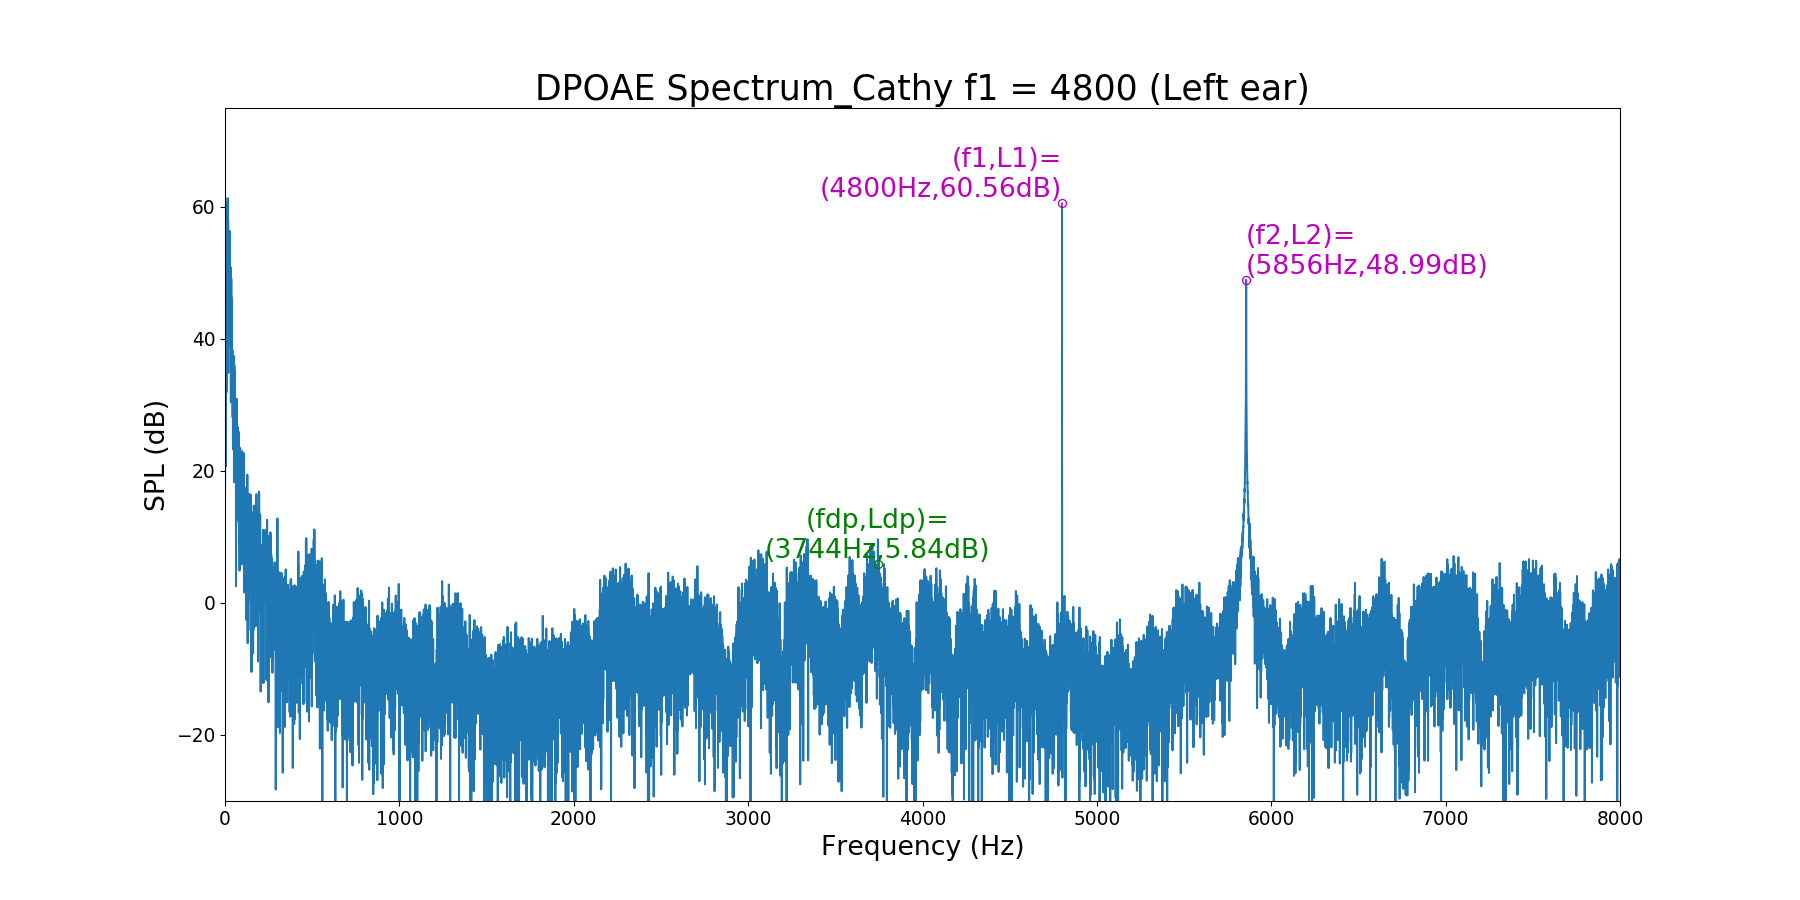 DPOAE Spectrum_Cathy f1 = 4800 (Left ear)
(f1,L1)=
(4800Hz,60.56dB)
(f2,L2)=
(5856Hz,48.99dB)
(fdp,Ldp)=
(3744Hz,5.84dB)
SPL (dB)
60
40
20
0
−20
0 1000 2000 3000 4000 5000 6000 7000 8000
Frequency (Hz)